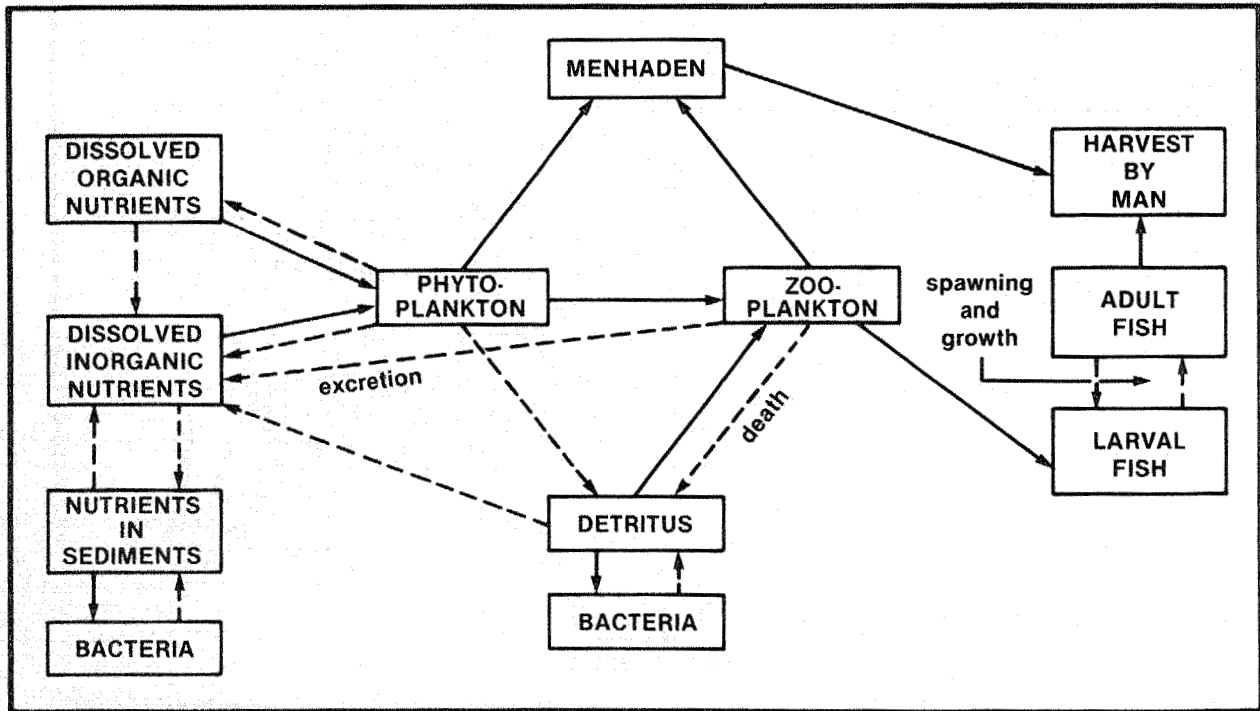 MENHADEN
DISSOLVED
ORGANIC
NUTRIENTS
HARVEST
BY
MAN
PHYTO-
PLANKTON
ZOO-
PLANKTON
spawning
and
growth
ADULT
FISH
DISSOLVED
INORGANIC
NUTRIENTS
excretion
death
LARVAL
FISH
NUTRIENTS
IN
SEDIMENTS
DETRITUS
BACTERIA
BACTERIA